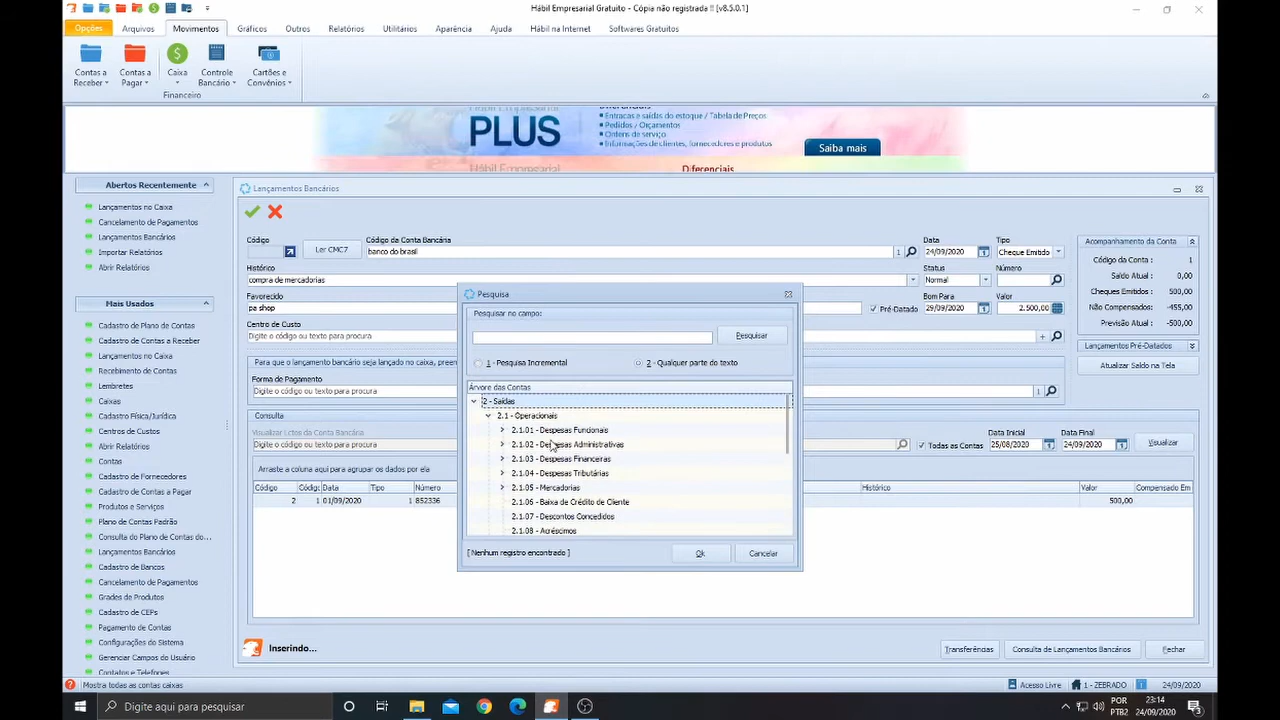 Hábil Empresarial Gratuito - Cópia não registrada !! [v8.5.0.1]
Opções Arquivos Movimentos Gráficos Outros Relatórios Utilitários Aparência Ajuda Hábil na Internet Softwares Gratuitos
Contas a Receber
Contas a Pagar
Caixa
Controle Bancário
Cartões e Convênios
Financeiro
Diferenciais
Entradas e saídas do estoque / Tabela de Preços
Pedidos / Orçamentos
Ordens de serviço
Informações de clientes, fornecedores e produtos
PLUS
Saiba mais
Hábil Empresarial
Diferenciais
Abertos Recentemente
Lançamentos no Caixa
Cancelamento de Pagamentos
Lançamentos Bancários
Importar Relatórios
Abrir Relatórios
Mais Usados
Cadastro de Plano de Contas
Cadastro de Contas a Receber
Lançamentos no Caixa
Recebimento de Contas
Lembretes
Caixas
Cadastro Física/Jurídica
Centros de Custo
Abrir Relatórios
Contas
Cadastro de Fornecedores
Cadastro de Contas a Pagar
Produtos e Serviços
Plano de Contas Padrão
Consulta do Plano de Contas do...
Lançamentos Bancários
Cadastro de Bancos
Cancelamento de Pagamentos
Grades de Produtos
Cadastro de CEPs
Pagamento de Contas
Configurações do Sistema
Gerenciar Campos do Usuário
Contatos e Telefones
Lançamentos Bancários
Código
Ler CMC7
Código da Conta Bancária
banco do brasil
1
Data
24/09/2020
Tipo
Cheque Emitido
Histórico
compra de mercadorias
Status
Normal
Número
Favorecido
pa shop
Pré-Datado
Bom Para
29/09/2020
Valor
2.500,00
Centro de Custo
Digite o código ou texto para procura
Para que o lançamento bancário seja lançado no caixa, preen
Forma de Pagamento
Digite o código ou texto para procura
1
Consulta
Visualizar Lctos da Conta Bancária
Digite o código ou texto para procura
Todas as Contas
Data Inicial
25/08/2020
Data Final
24/09/2020
Visualizar
Arraste a coluna aqui para agrupar os dados por ela
Código Códig Data Tipo Número Histórico Valor Compensado Em
2 1 01/09/2020 1 852336 500,00
Acompanhamento da Conta
Código da Conta : 1
Saldo Atual : 0,00
Cheques Emitidos : 500,00
Não Compensados : -455,00
Previsão Atual : -500,00
Lançamentos Pré-Datados
Atualizar Saldo na Tela
Pesquisa
Pesquisar no campo:
Pesquisar
1 - Pesquisa Incremental
2 - Qualquer parte do texto
Árvore das Contas
2 - Saídas
2.1 - Operacionais
2.1.01 - Despesas Funcionais
2.1.02 - Despesas Administrativas
2.1.03 - Despesas Financeiras
2.1.04 - Despesas Tributárias
2.1.05 - Mercadorias
2.1.06 - Baixa de Crédito de Cliente
2.1.07 - Descontos Concedidos
2.1.08 - Acréscimos
[ Nenhum registro encontrado ]
Ok
Cancelar
Inserindo...
Transferências
Consulta de Lançamentos Bancários
Fechar
Mostra todas as contas caixas
Acesso Livre
1 - ZEBRADO
24/09/2020
Digite aqui para pesquisar
POR
PTB2
23:14
24/09/2020